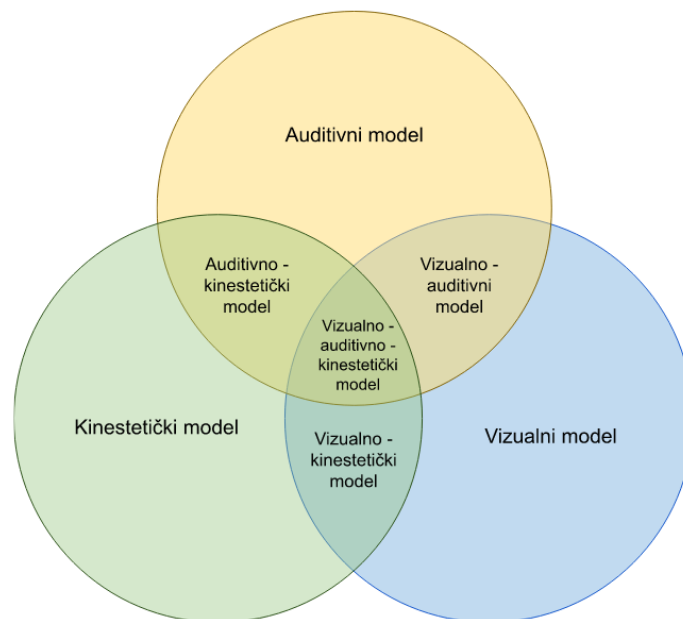 Auditivni model
Auditivno -
kinestetički
model
Vizualno -
auditivni
model
Vizualno -
auditivno -
kinestetički
model
Kinestetički model
Vizualno -
kinestetički
model
Vizualni model